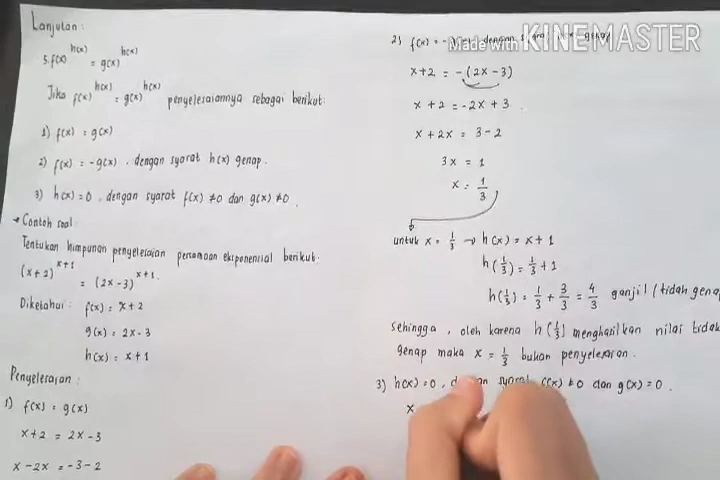 Lanjutan:
5. f(x)^h(x) = g(x)^h(x)
Jika f(x)^h(x) = g(x)^h(x) penyelesaiannya sebagai berikut:
1) f(x) = g(x)
2) f(x) = -g(x), dengan syarat h(x) genap.
3) h(x) = 0, dengan syarat f(x) ≠ 0 dan g(x) ≠ 0.
Contoh soal
Tentukan himpunan penyelesaian persamaan eksponensial berikut.
(x+2)^x+1 = (2x-3)^x+1.
Diketahui: f(x) = x+2
g(x) = 2x-3
h(x) = x+1
Penyelesaian:
1) f(x) = g(x)
x+2 = 2x-3
x-2x = -3-2
2) f(x) = - dengan genap
x+2 = -(2x-3)
x+2 = -2x+3
x+2x = 3-2
3x = 1
x = 1/3
untuk x = 1/3 → h(x) = x+1
h(1/3) = 1/3 + 1
h(1/3) = 1/3 + 3/3 = 4/3 ganjil (tidak genap
sehingga, oleh karena h(1/3) menghasilkan nilai tidak
genap maka x = 1/3 bukan penyelesaian.
3) h(x) = 0, dengan syarat f(x) ≠ 0 dan g(x) = 0.
x
Made with KINEMASTER